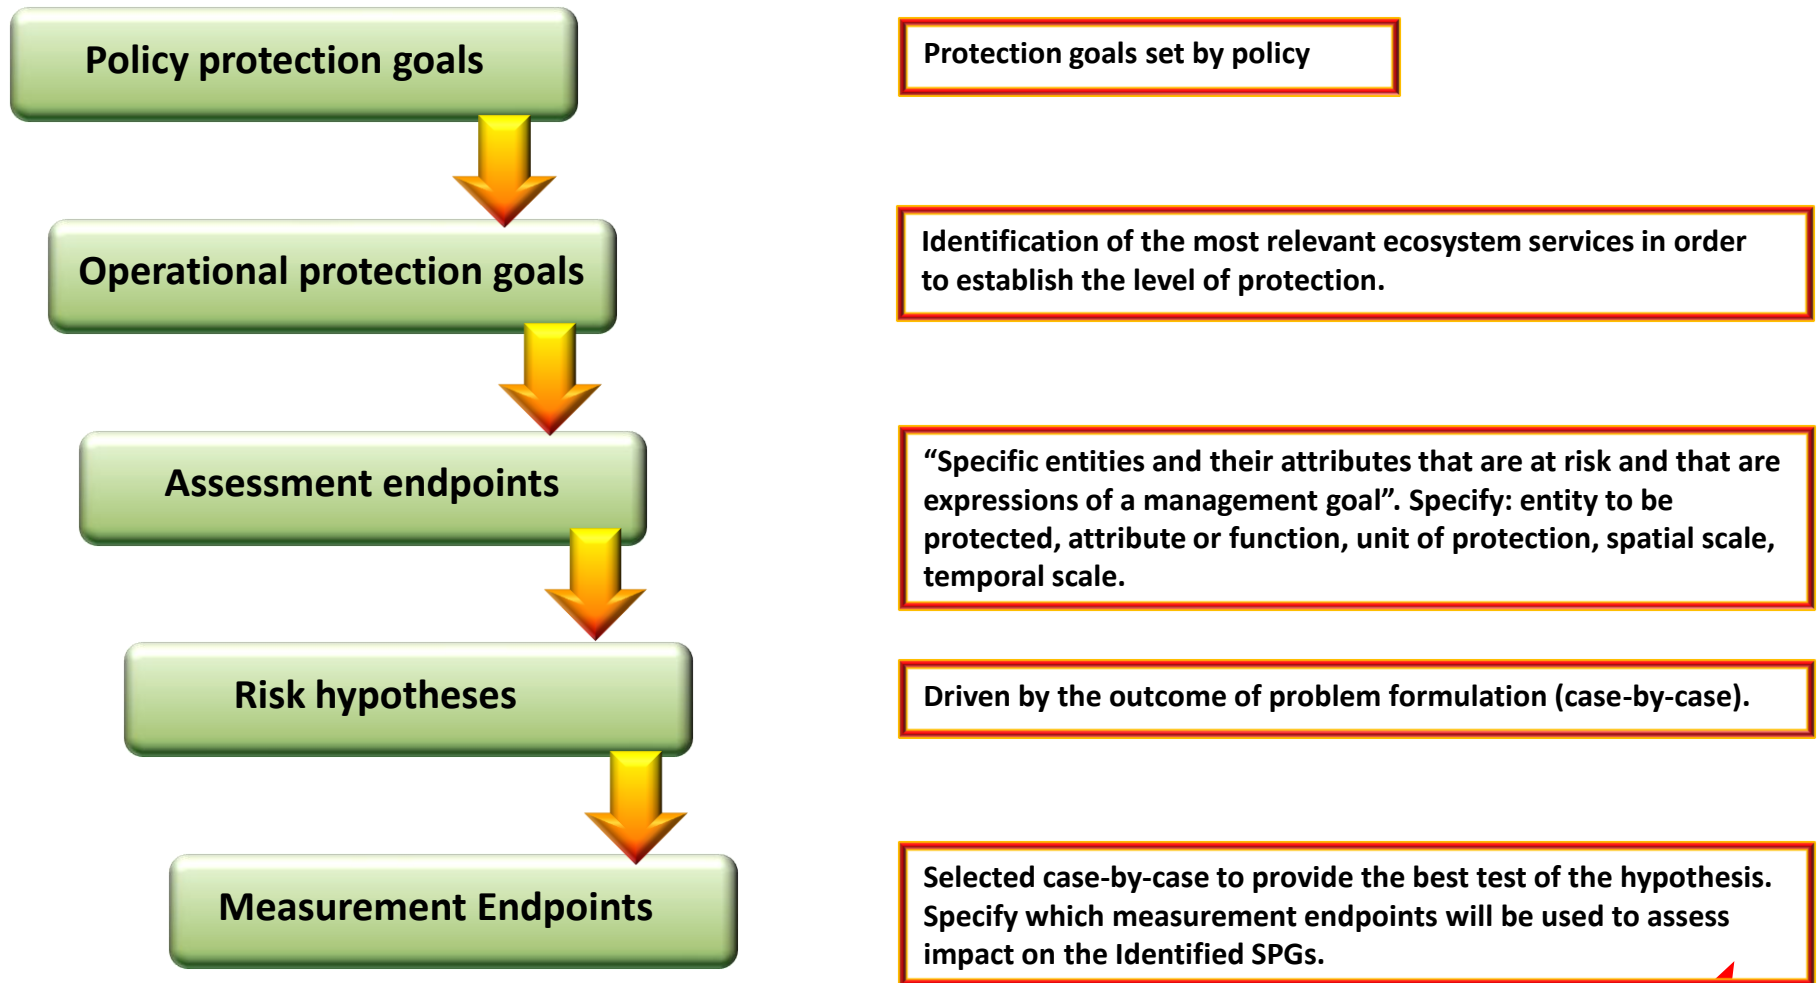 Policy protection goals
Protection goals set by policy
Operational protection goals
Identification of the most relevant ecosystem services in order
to establish the level of protection.
Assessment endpoints
“Specific entities and their attributes that are at risk and that are
expressions of a management goal”. Specify: entity to be
protected, attribute or function, unit of protection, spatial scale,
temporal scale.
Risk hypotheses
Driven by the outcome of problem formulation (case-by-case).
Measurement Endpoints
Selected case-by-case to provide the best test of the hypothesis.
Specify which measurement endpoints will be used to assess
impact on the Identified SPGs.